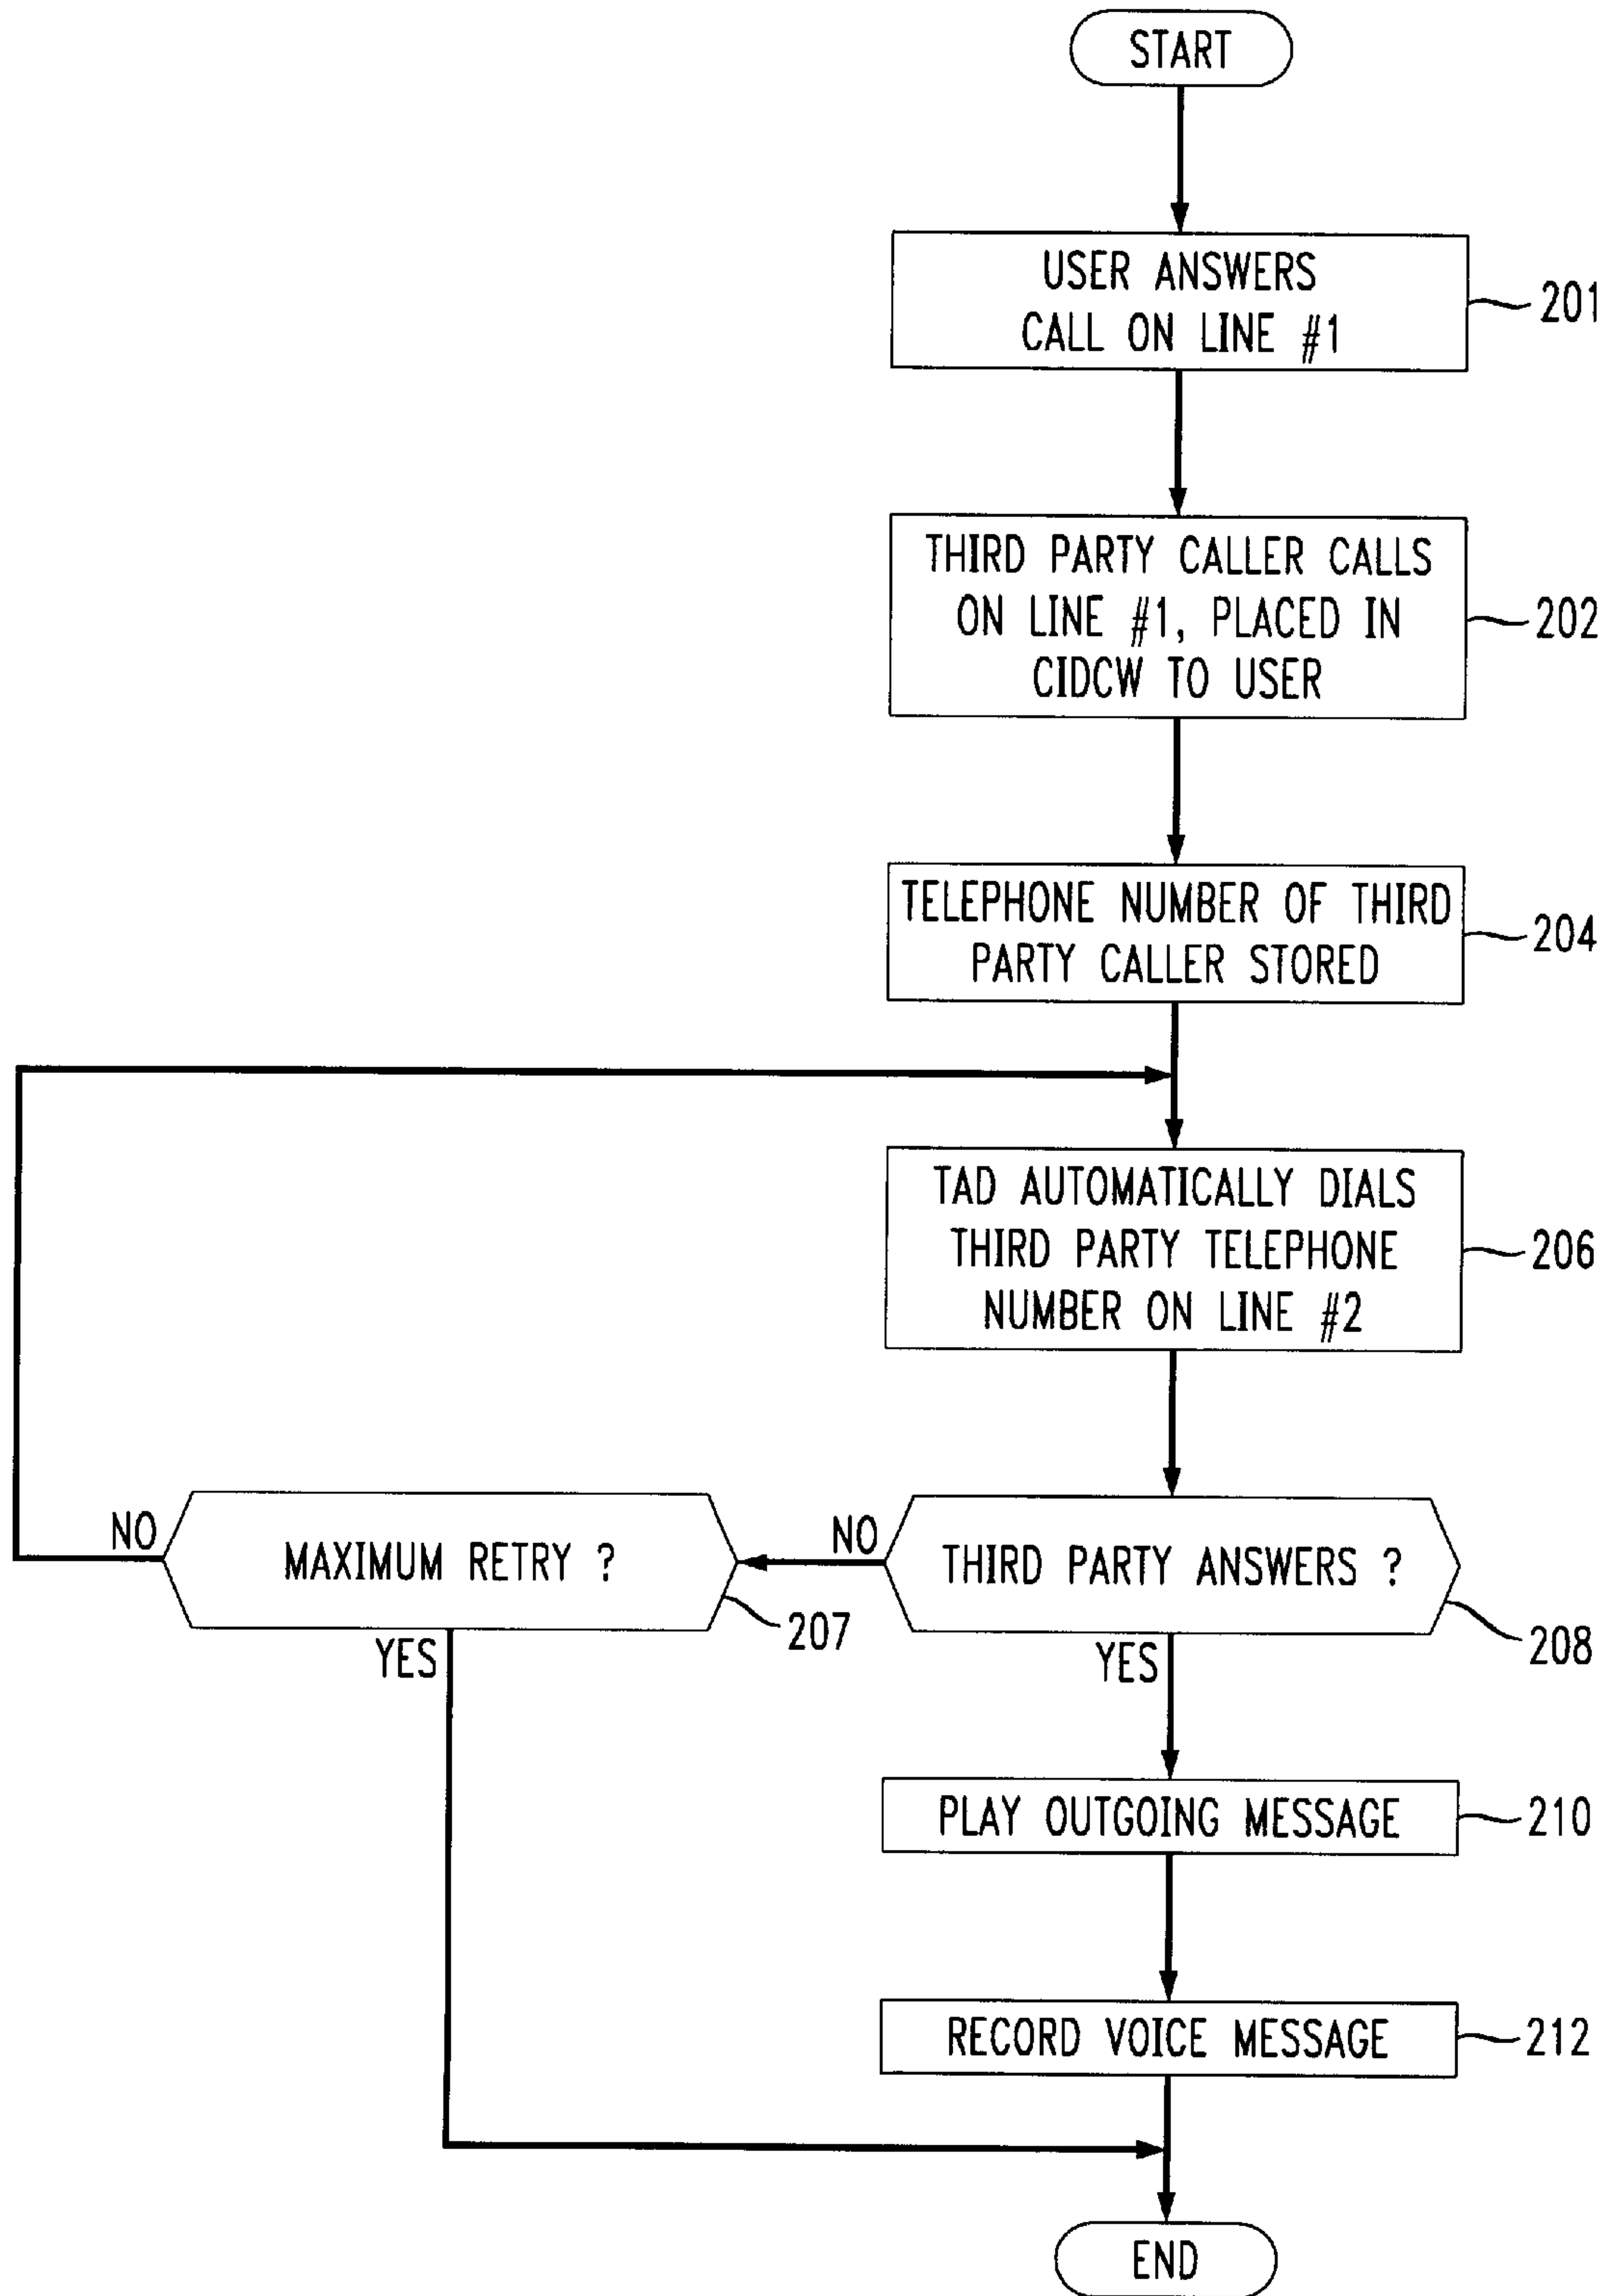 START
USER ANSWERS
CALL ON LINE #1
201
THIRD PARTY CALLER CALLS
ON LINE #1, PLACED IN
CIDCW TO USER
202
TELEPHONE NUMBER OF THIRD
PARTY CALLER STORED
204
TAD AUTOMATICALLY DIALS
THIRD PARTY TELEPHONE
NUMBER ON LINE #2
206
NO
MAXIMUM RETRY ?
207
YES
NO
THIRD PARTY ANSWERS ?
208
YES
PLAY OUTGOING MESSAGE
210
RECORD VOICE MESSAGE
212
END